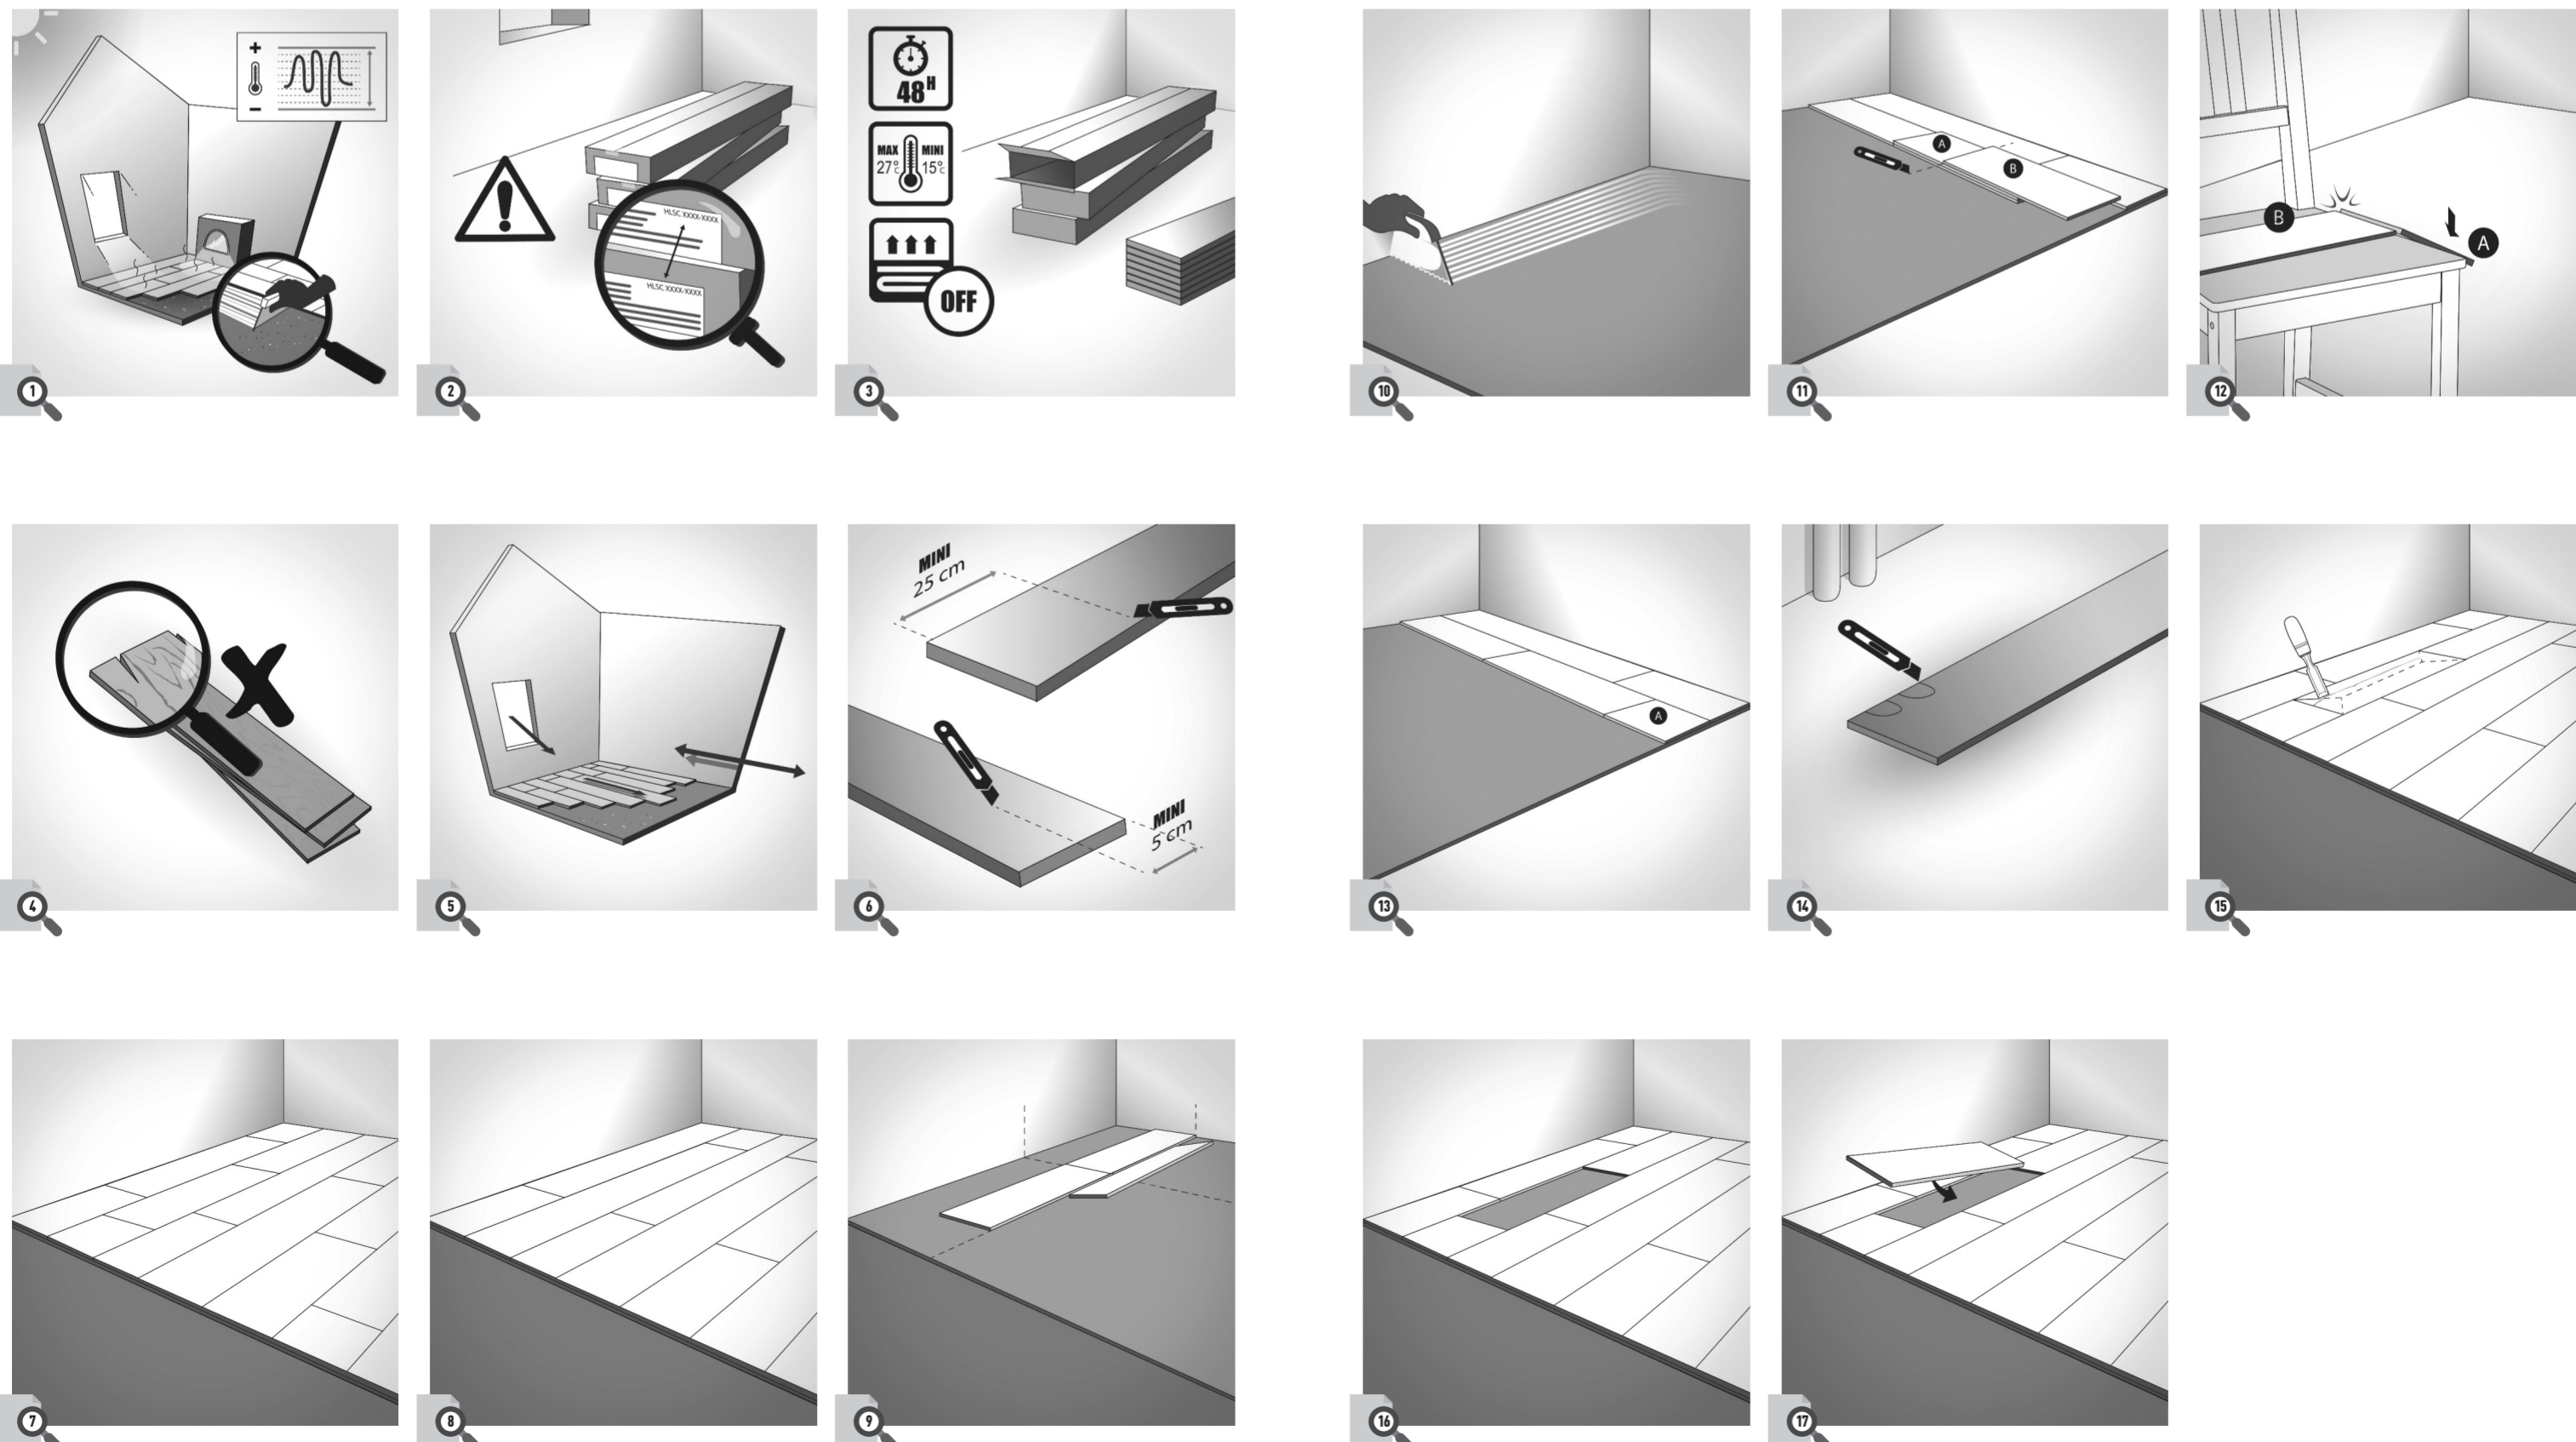 +
−
1
HLSC XXXX-XXXX
HLSC XXXX-XXXX
2
48H
MAX MINI
27°c 15°c
OFF
3
10
A
B
11
B
A
12
4
5
MINI
25 cm
MINI
5 cm
6
A
13
14
15
7
8
9
16
17